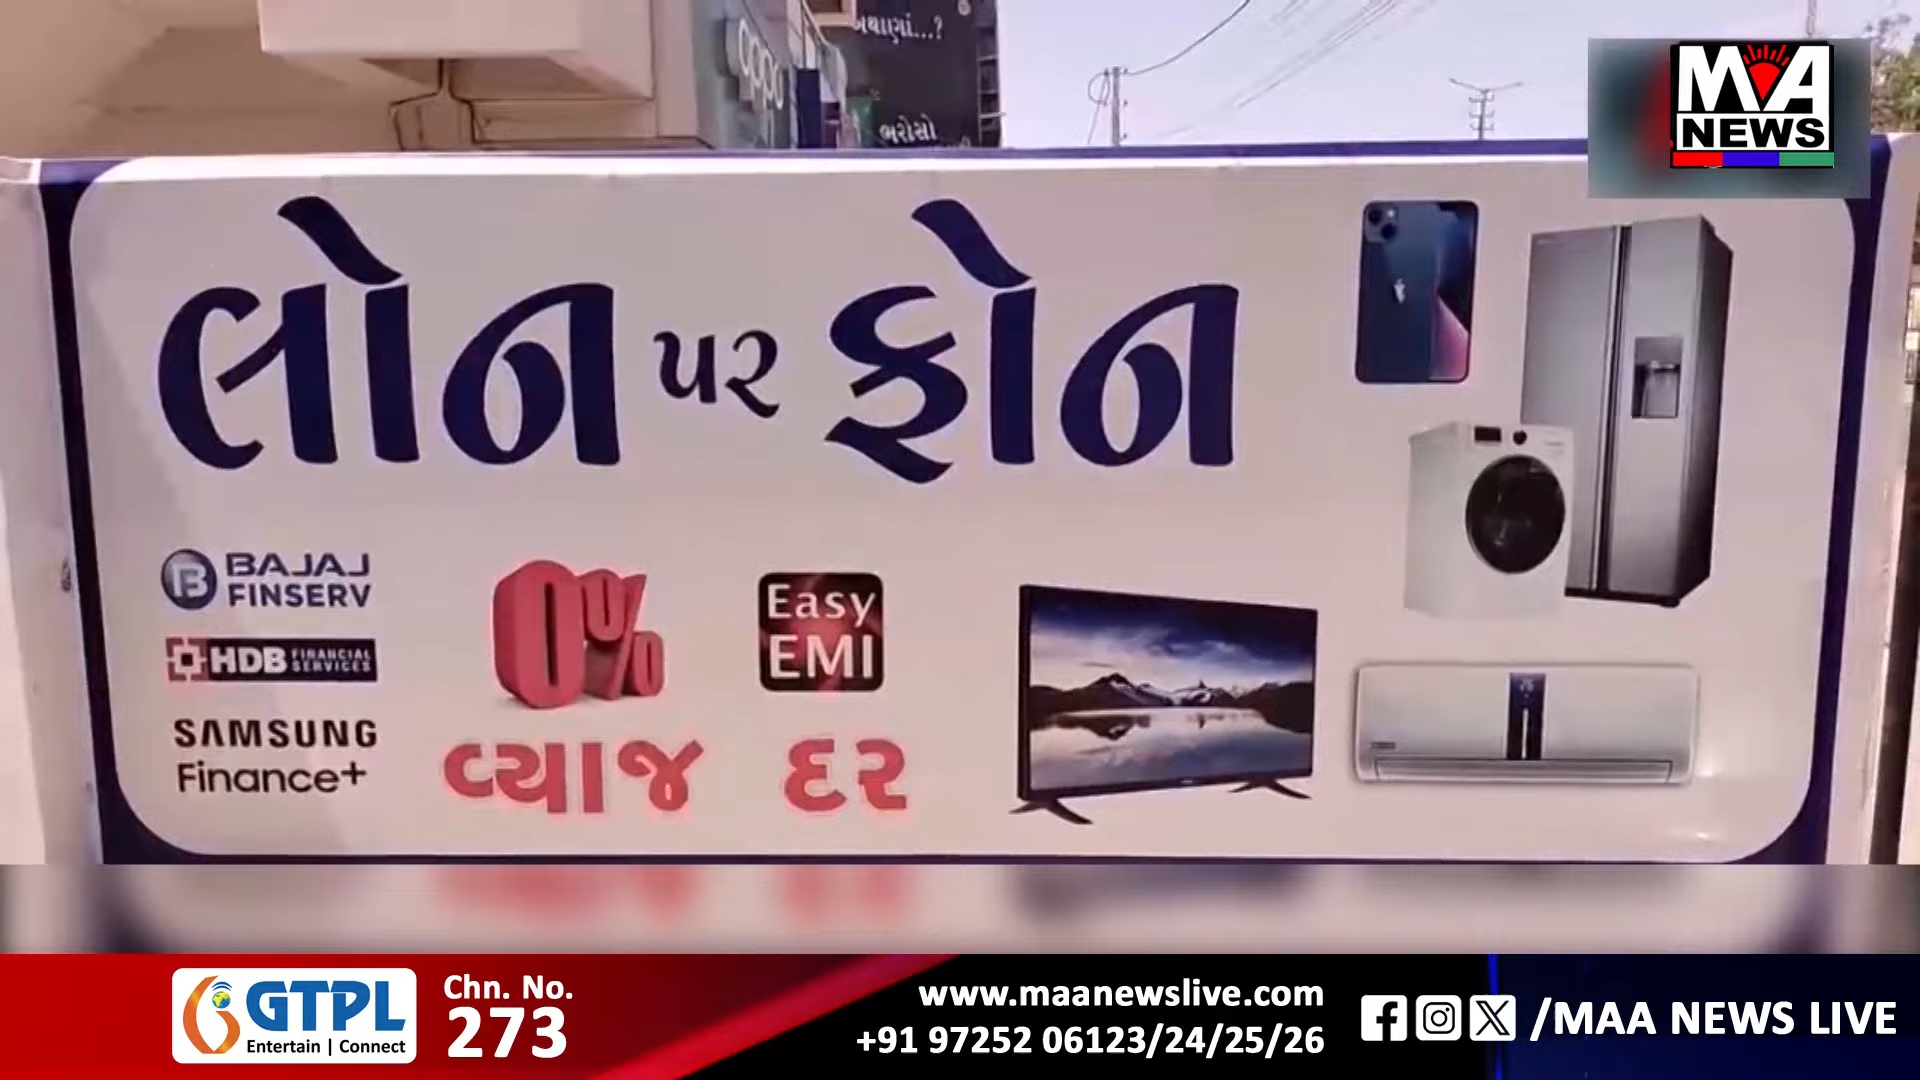 ...?
oppo
ભરોસો
MAA
NEWS
લોન પર ફોન
BAJAJ
FINSERV
HDB FINANCIAL
SERVICES
SAMSUNG
Finance+
0%
Easy
EMI
વ્યાજ દર
GTPL
Entertain | Connect
Chn. No.
273
www.maanewslive.com
+91 97252 06123/24/25/26
/MAA NEWS LIVE